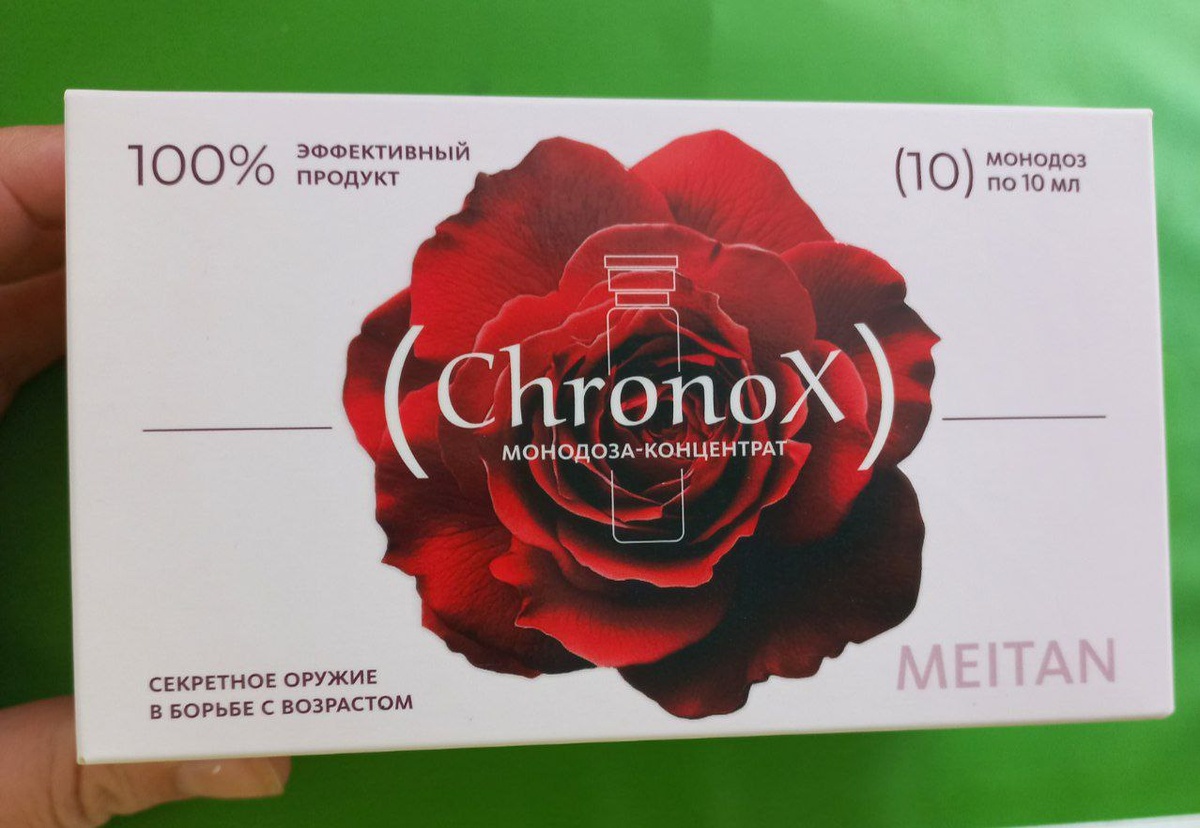 100% ЭФФЕКТИВНЫЙ
ПРОДУКТ
(10) МОНОДОЗ
ПО 10 МЛ
(ChronoX)
МОНОДОЗА-КОНЦЕНТРАТ
СЕКРЕТНОЕ ОРУЖИЕ
В БОРЬБЕ С ВОЗРАСТОМ
MEITAN